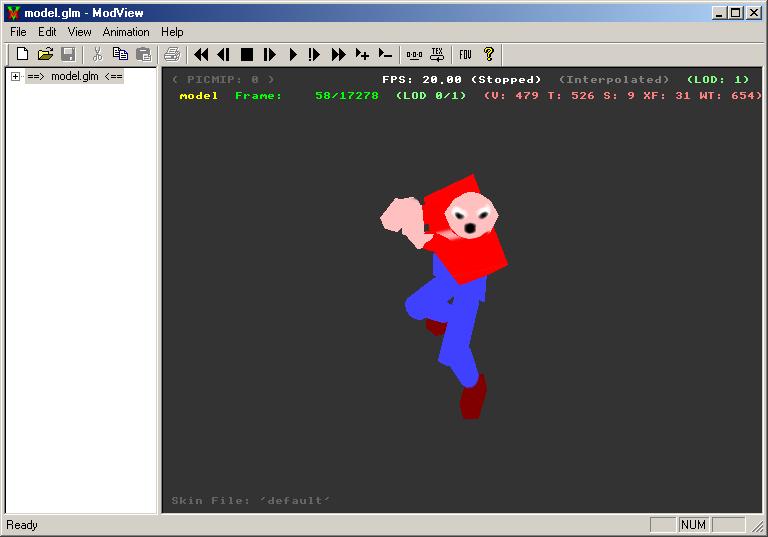 model.glm - ModView
File Edit View Animation Help
TEX FOV ?
==> model.glm <==
( PICMIP: 0 ) FPS: 20.00 (Stopped) (Interpolated) (LOD: 1)
model Frame: 58/17278 (LOD 0/1) (V: 479 T: 526 S: 9 XF: 31 WT: 654)
Skin File: 'default'
Ready NUM